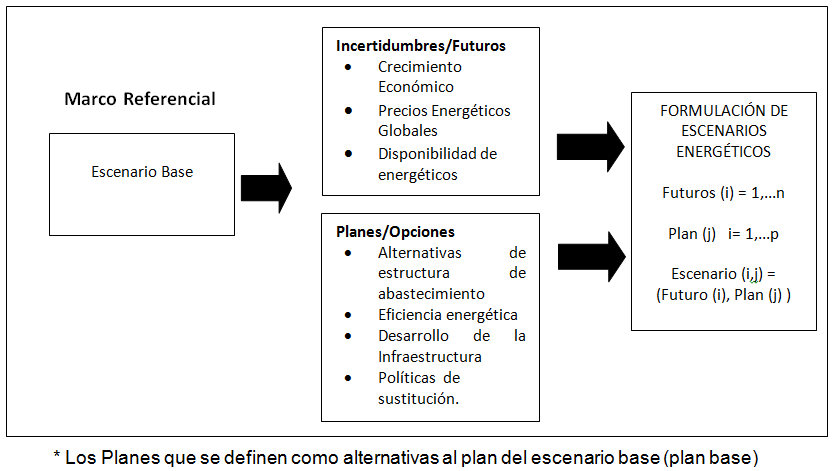 Marco Referencial
Escenario Base
Incertidumbres/Futuros
• Crecimiento
Económico
• Precios Energéticos
Globales
• Disponibilidad de
energéticos
Planes/Opciones
• Alternativas de
estructura de
abastecimiento
• Eficiencia energética
• Desarrollo de la
Infraestructura
• Políticas de
sustitución.
FORMULACIÓN DE
ESCENARIOS
ENERGÉTICOS
Futuros (i) = 1,...n
Plan (j) i= 1,...p
Escenario (i,j) =
(Futuro (i), Plan (j) )
* Los Planes que se definen como alternativas al plan del escenario base (plan base)